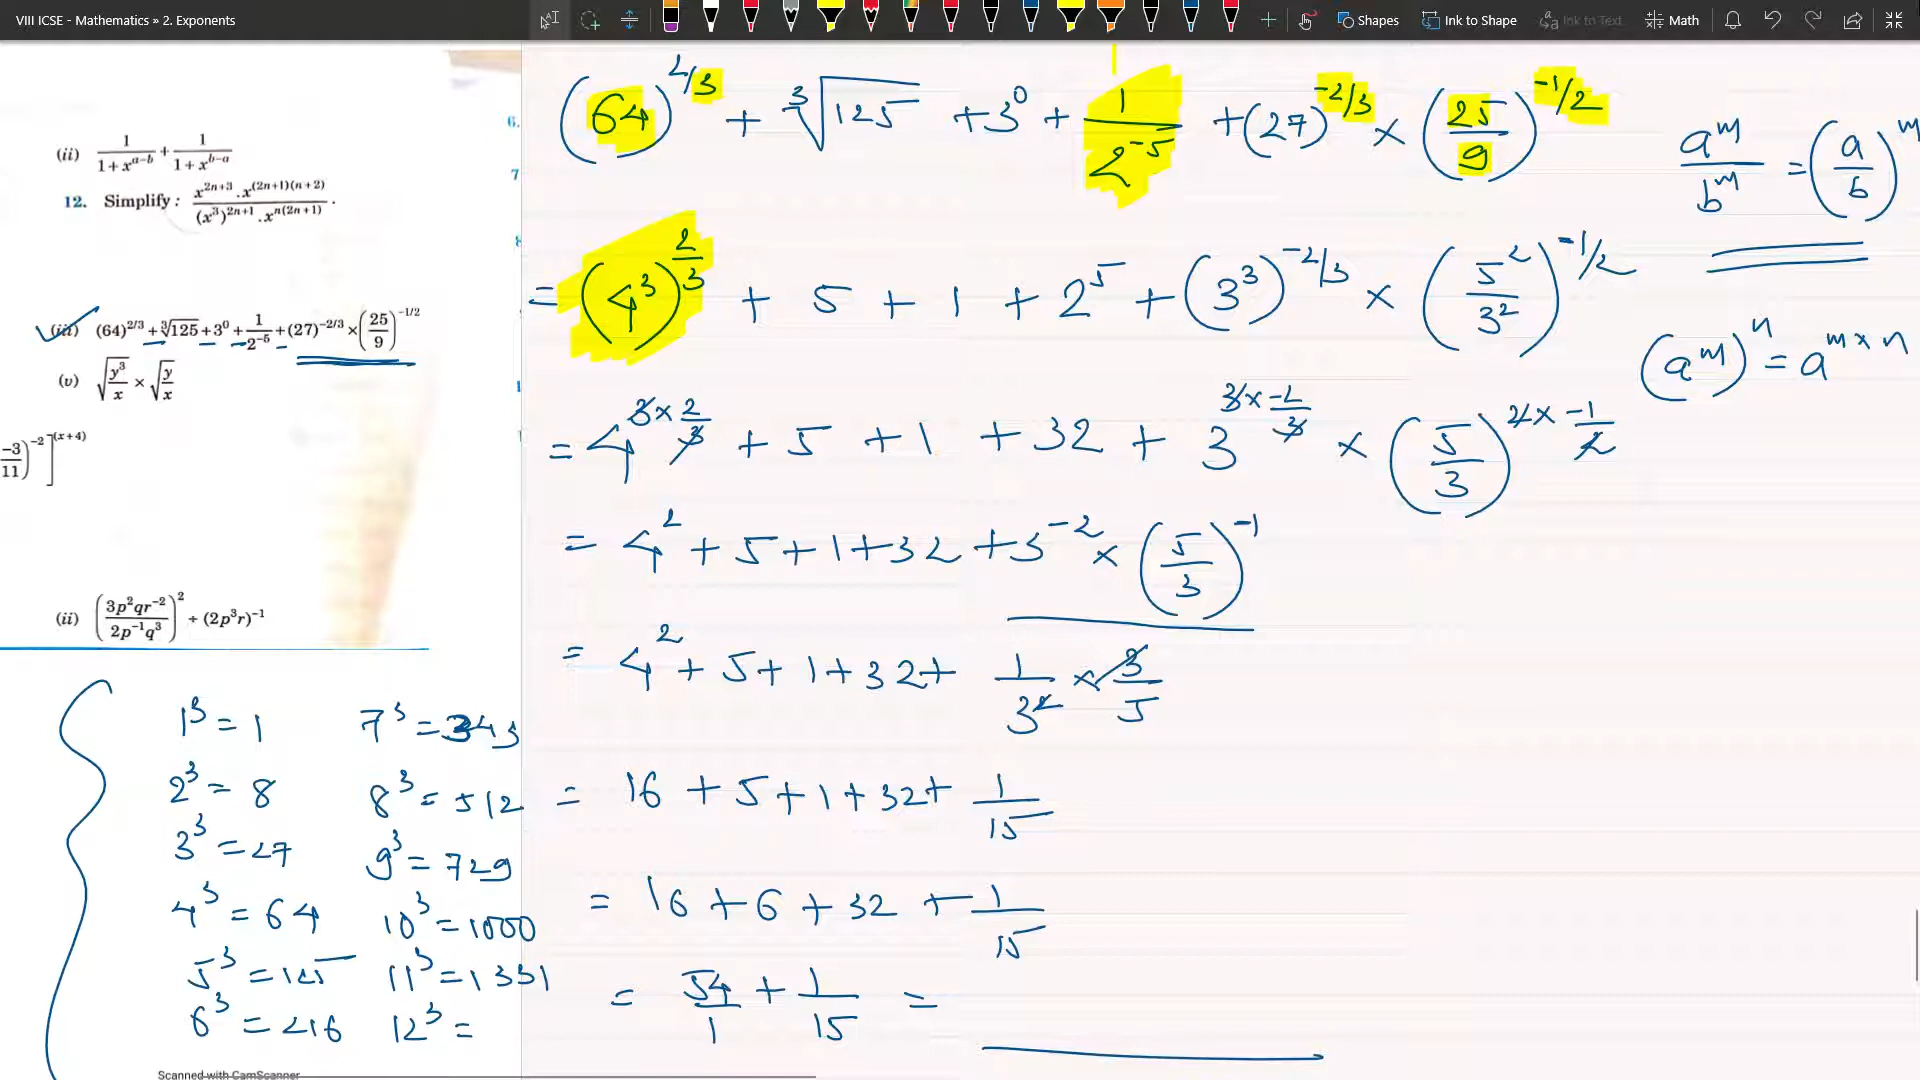 VIII ICSE - Mathematics » 2. Exponents
Shapes Ink to Shape Ink to Text Math
(ii) 1/(1+x^(a-b)) + 1/(1+x^(b-a))
12. Simplify : (x^(2n+3) . x^((2n+1)(n+2))) / ((x^3)^(2n+1) . x^(n(2n+1))) .
(iii) (64)^(2/3) + ∛125 + 3^0 + 1/2^(-5) + (27)^(-2/3) × (25/9)^(-1/2)
(v) √(y^3/x) × √(y/x)
-3/11)^(-2) ]^((x+4))
(ii) ((3p^2qr^(-2))/(2p^(-1)q^3))^2 ÷ (2p^3r)^(-1)
1^3 = 1 7^3 = 343
2^3 = 8 8^3 = 512
3^3 = 27 9^3 = 729
4^3 = 64 10^3 = 1000
5^3 = 125 11^3 = 1331
6^3 = 216 12^3 =
Scanned with CamScanner
6.
7
8
1
(64)^(2/3) + ∛125 + 3^0 + 1/2^(-5) + (27)^(-2/3) × (25/9)^(-1/2)
a^m/b^m = (a/b)^m
= (4^3)^(2/3) + 5 + 1 + 2^5 + (3^3)^(-2/3) × (5^2/3^2)^(-1/2)
(a^m)^n = a^(m×n)
= 4^(3×2/3) + 5 + 1 + 32 + 3^(3×-2/3) × (5/3)^(2×-1/2)
= 4^2 + 5 + 1 + 32 + 3^(-2) × (5/3)^(-1)
= 4^2 + 5 + 1 + 32 + 1/3^2 × 3/5
= 16 + 5 + 1 + 32 + 1/15
= 16 + 6 + 32 + 1/15
= 54/1 + 1/15 =